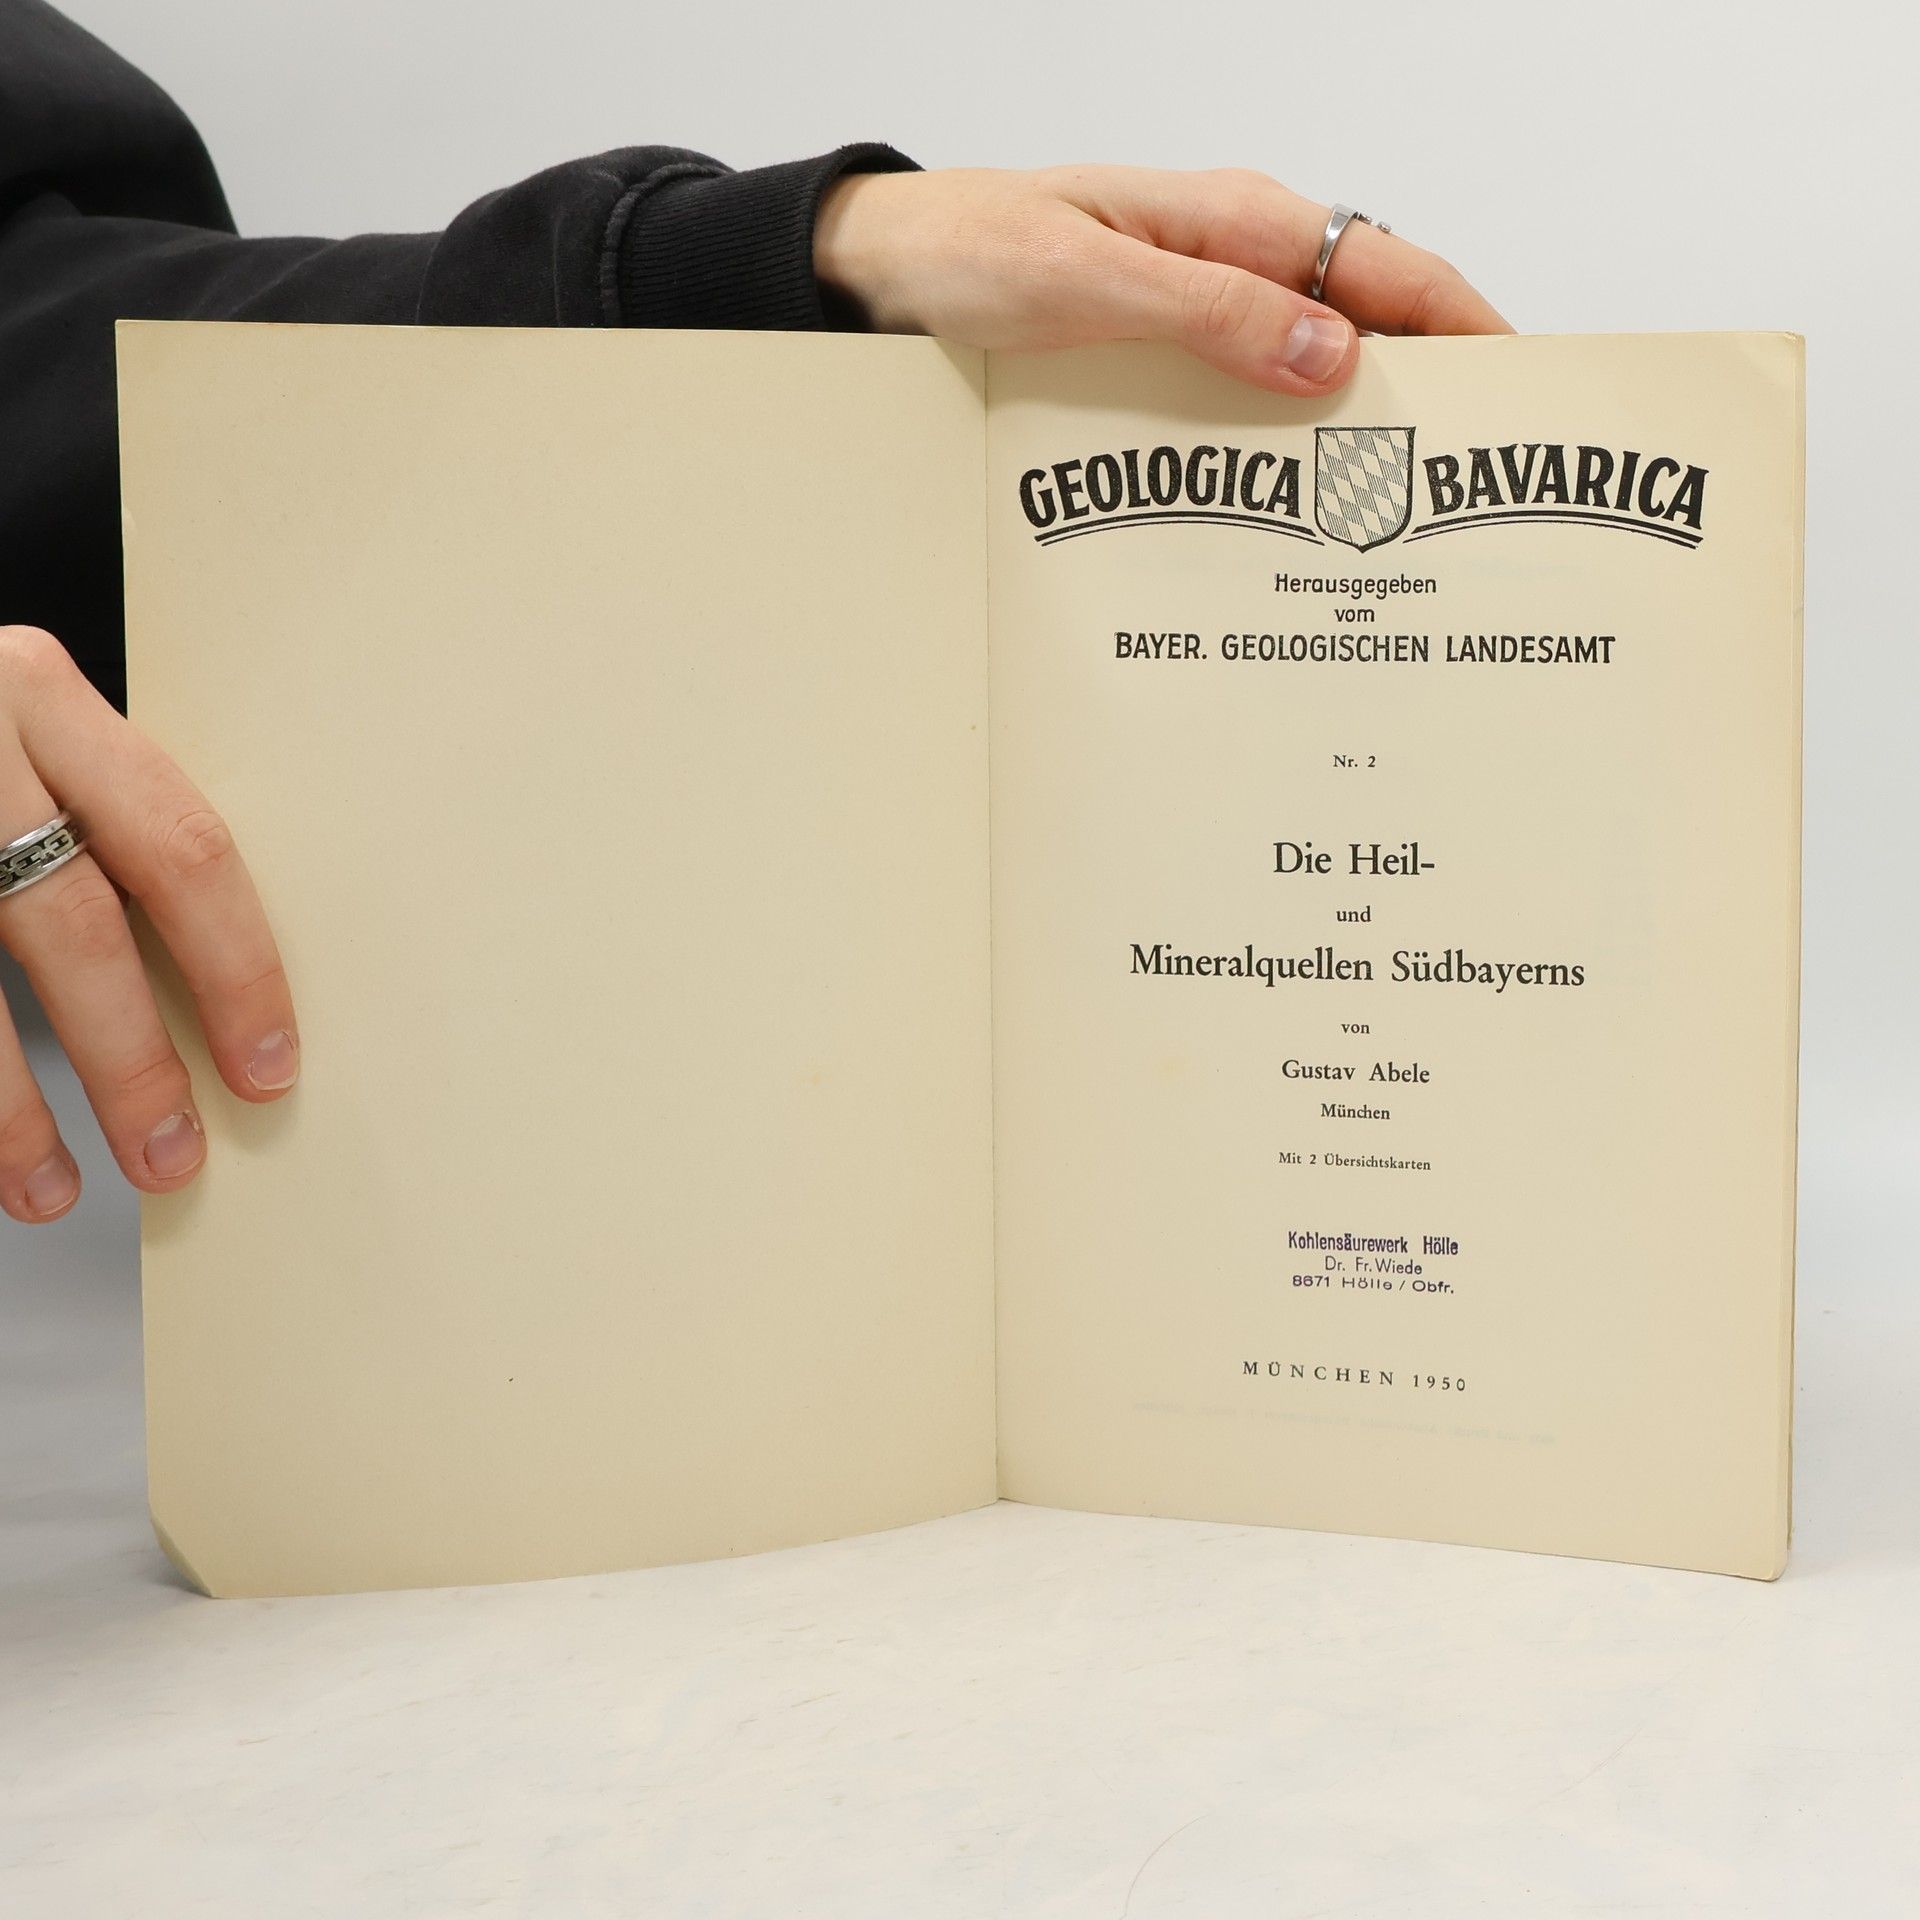 GEOLOGICA BAVARICA
Herausgegeben
vom
BAYER. GEOLOGISCHEN LANDESAMT
Nr. 2
Die Heil-
und
Mineralquellen Südbayerns
von
Gustav Abele
München
Mit 2 Übersichtskarten
Kohlensäurewerk Hölle
Dr. Fr. Wiede
8671 Hölle / Obfr.
MÜNCHEN 1950